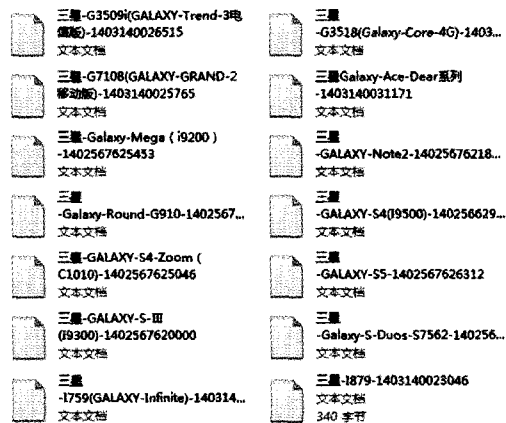 三星-G3509i(GALAXY-Trend-3电
信版)-1403140026515
文本文档
三星
-G3518(Galaxy-Core-4G)-1403...
文本文档
三星-G7108(GALAXY-GRAND-2
移动版)-1403140025765
文本文档
三星Galaxy-Ace-Dear系列
-1403140031171
文本文档
三星-Galaxy-Mega（i9200）
-1402567625453
文本文档
三星
-GALAXY-Note2-14025676218...
文本文档
三星
-Galaxy-Round-G910-1402567...
文本文档
三星
-GALAXY-S4(I9500)-140256629...
文本文档
三星-GALAXY-S4-Zoom（
C1010)-1402567625046
文本文档
三星
-GALAXY-S5-1402567626312
文本文档
三星-GALAXY-S-III
(I9300)-1402567620000
文本文档
三星
-Galaxy-S-Duos-S7562-140256...
文本文档
三星
-I759(GALAXY-Infinite)-140314...
文本文档
三星-I879-1403140023046
文本文档
340 字节